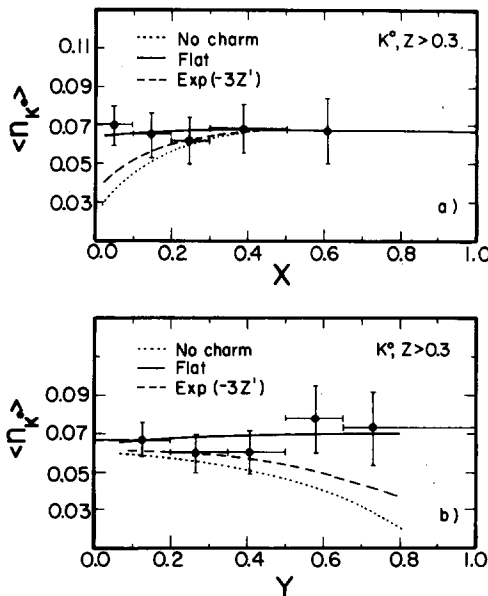 0.11
0.09
0.07
0.05
0.03
<n_K°>
No charm
Flat
Exp(-3Z')
K°, Z>0.3
a)
0.0 0.2 0.4 0.6 0.8 1.0
X
0.09
0.07
0.05
0.03
<n_K°>
No charm
Flat
Exp(-3Z')
K°, Z>0.3
b)
0.0 0.2 0.4 0.6 0.8 1.0
Y